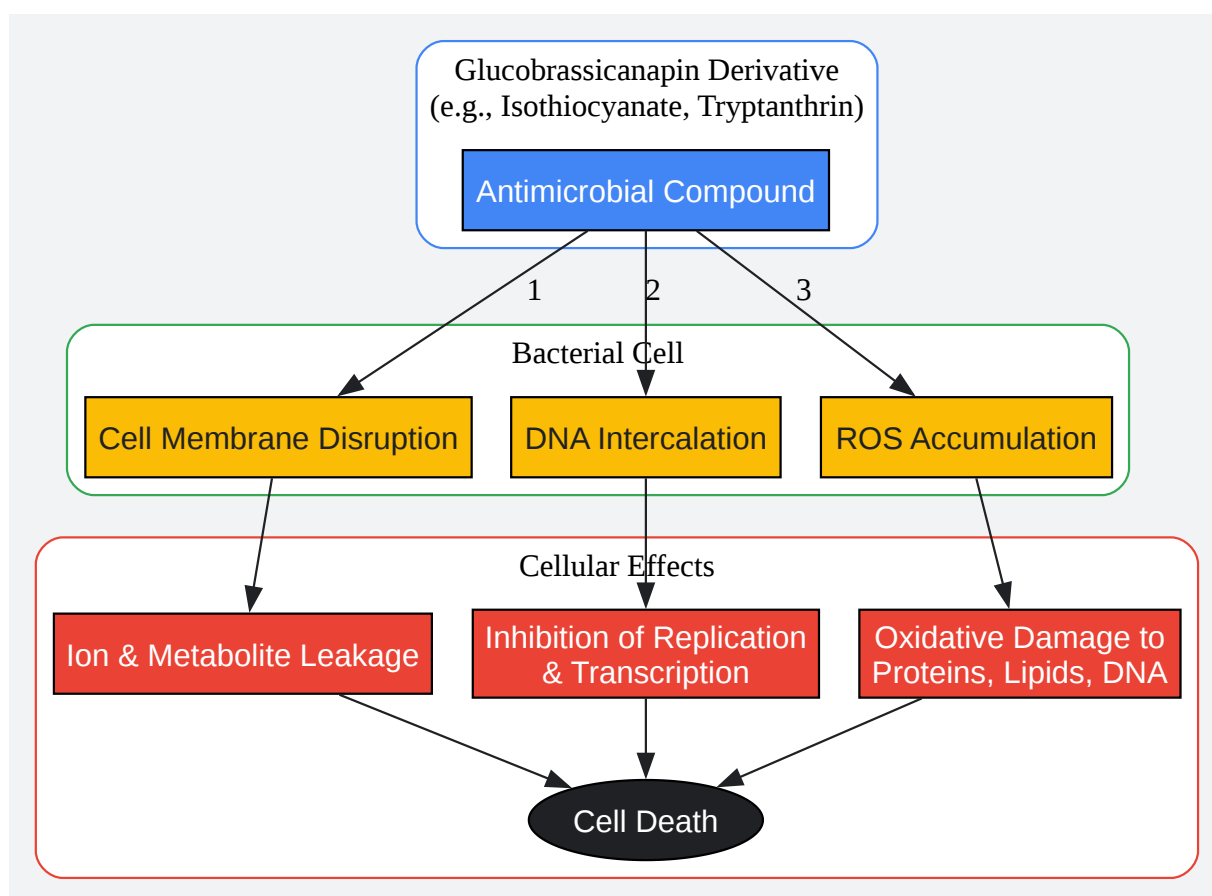 Glucobrassicanapin Derivative
(e.g., Isothiocyanate, Tryptanthrin)
Antimicrobial Compound
1
2
3
Bacterial Cell
Cell Membrane Disruption
DNA Intercalation
ROS Accumulation
Cellular Effects
Ion & Metabolite Leakage
Inhibition of Replication
& Transcription
Oxidative Damage to
Proteins, Lipids, DNA
Cell Death